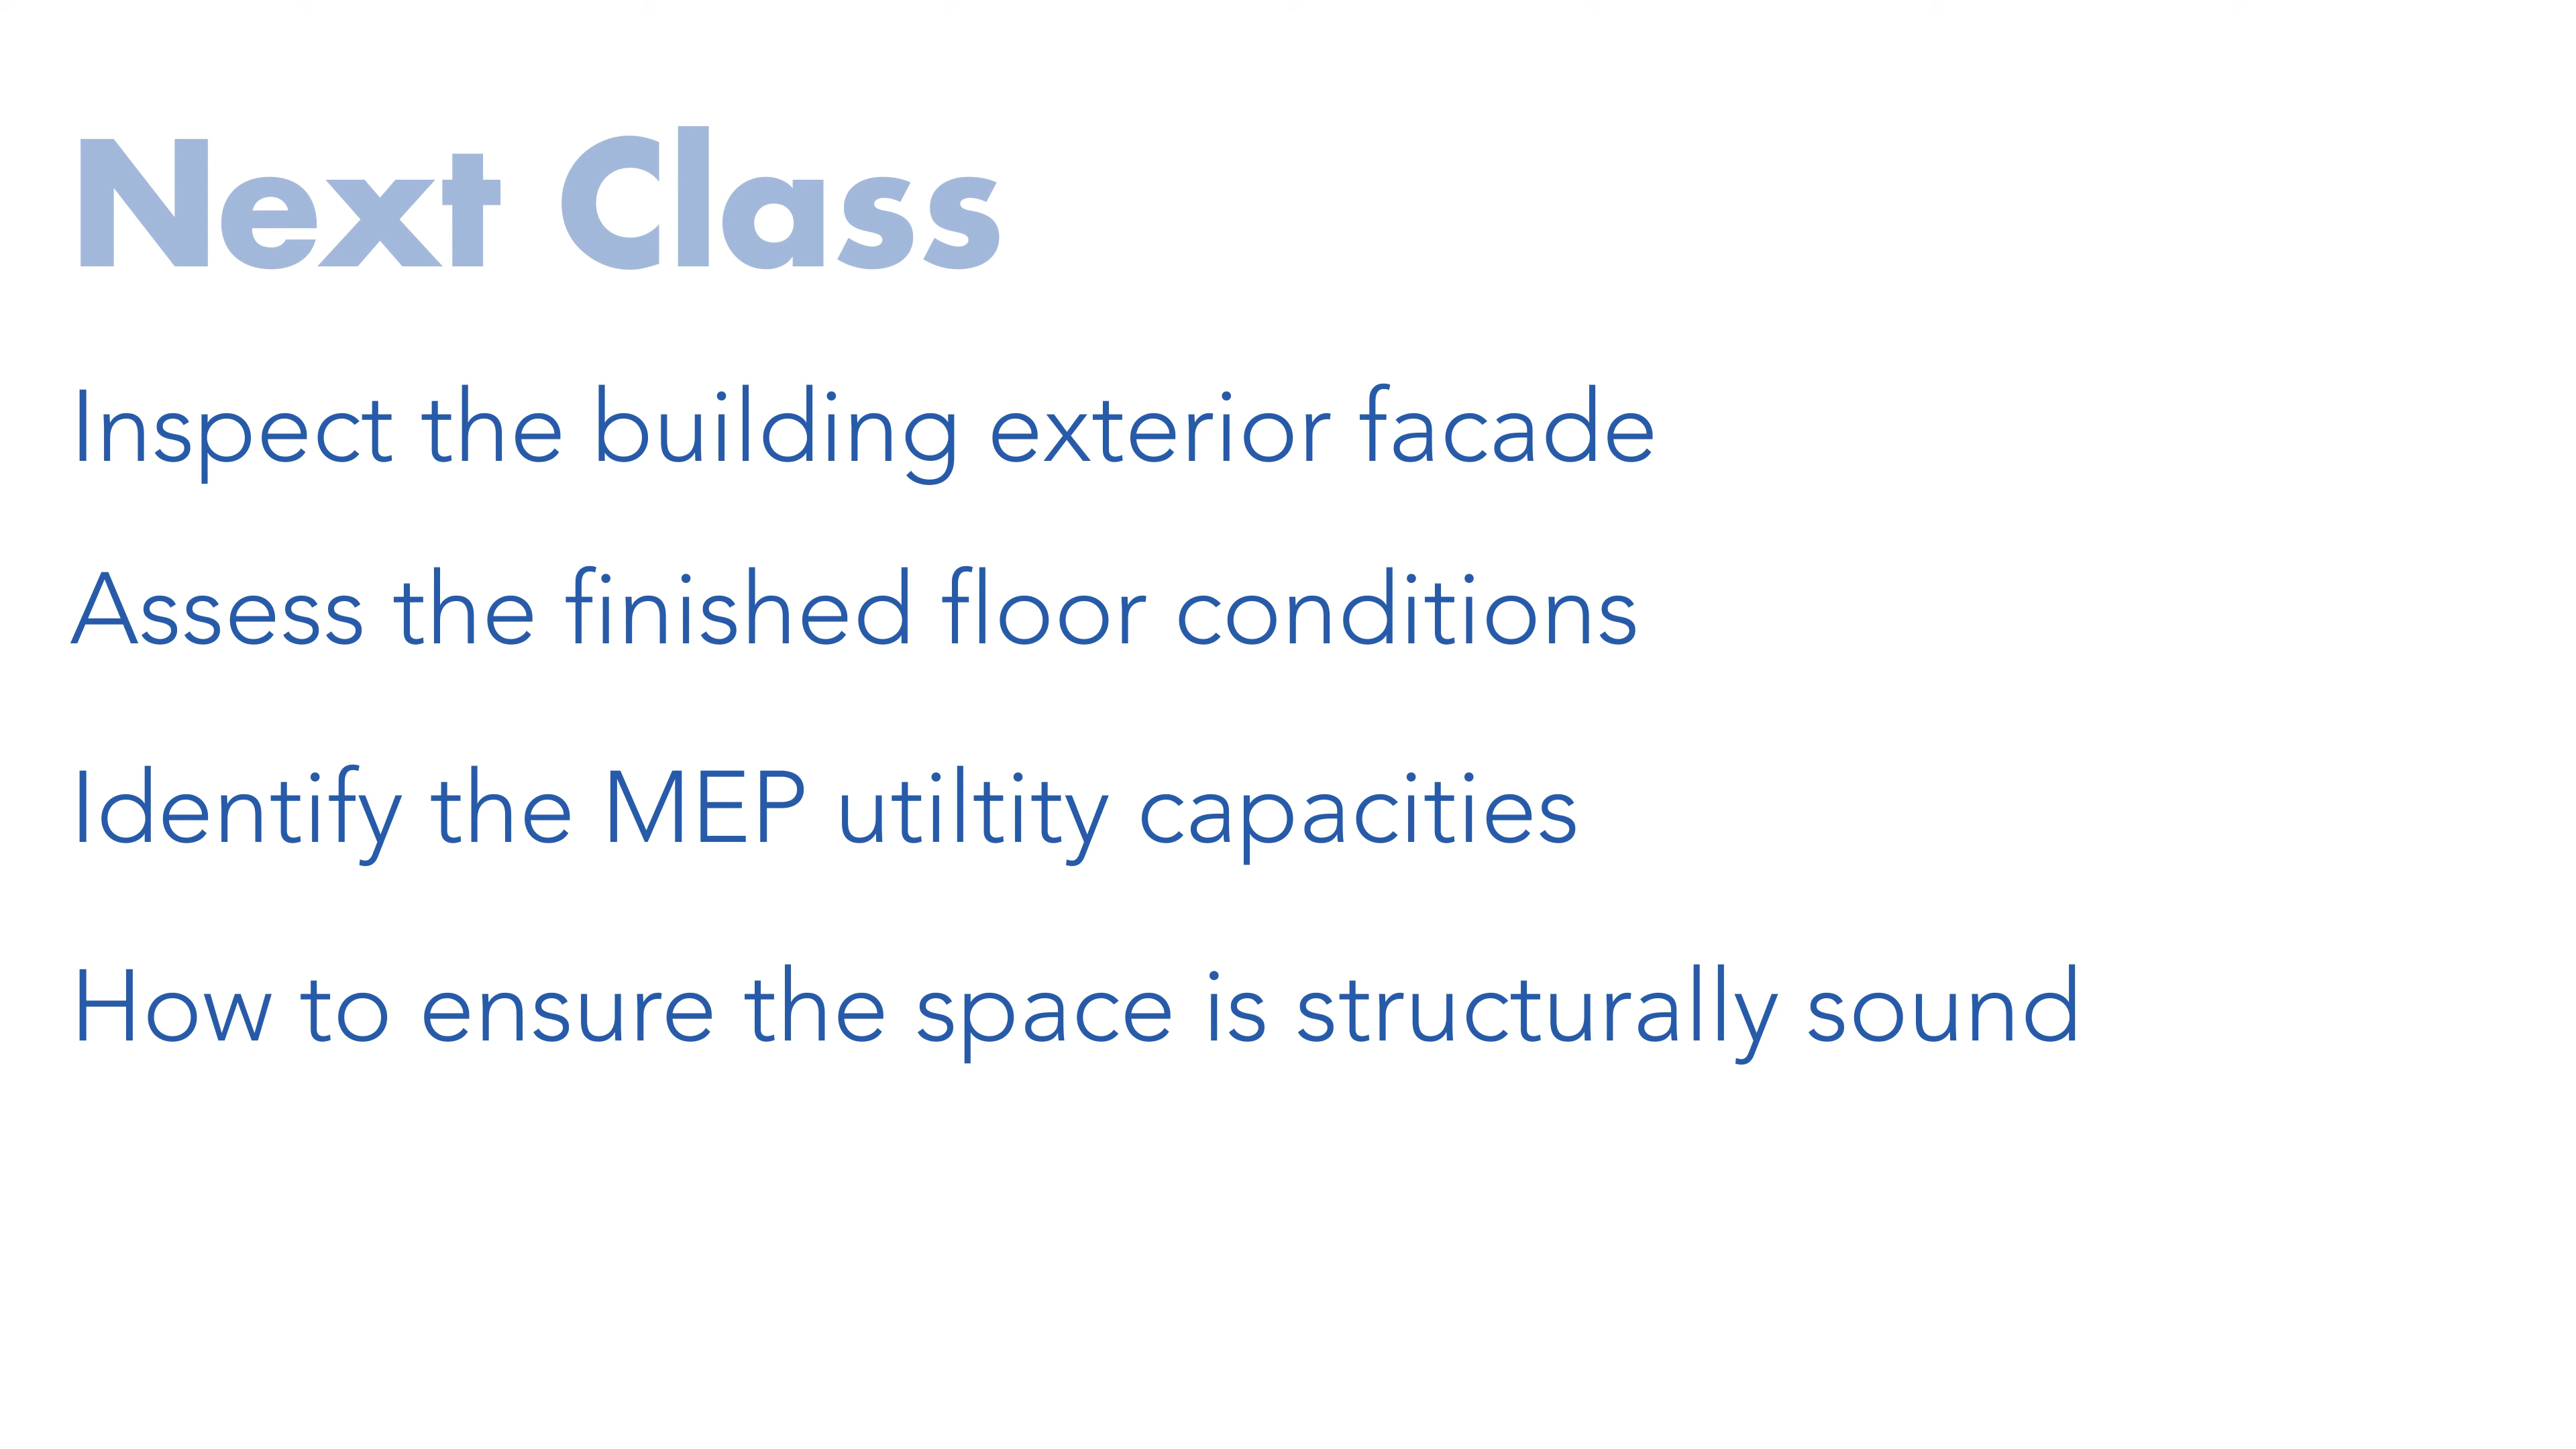 Next Class
Inspect the building exterior facade
Assess the finished floor conditions
Identify the MEP utiltity capacities
How to ensure the space is structurally sound